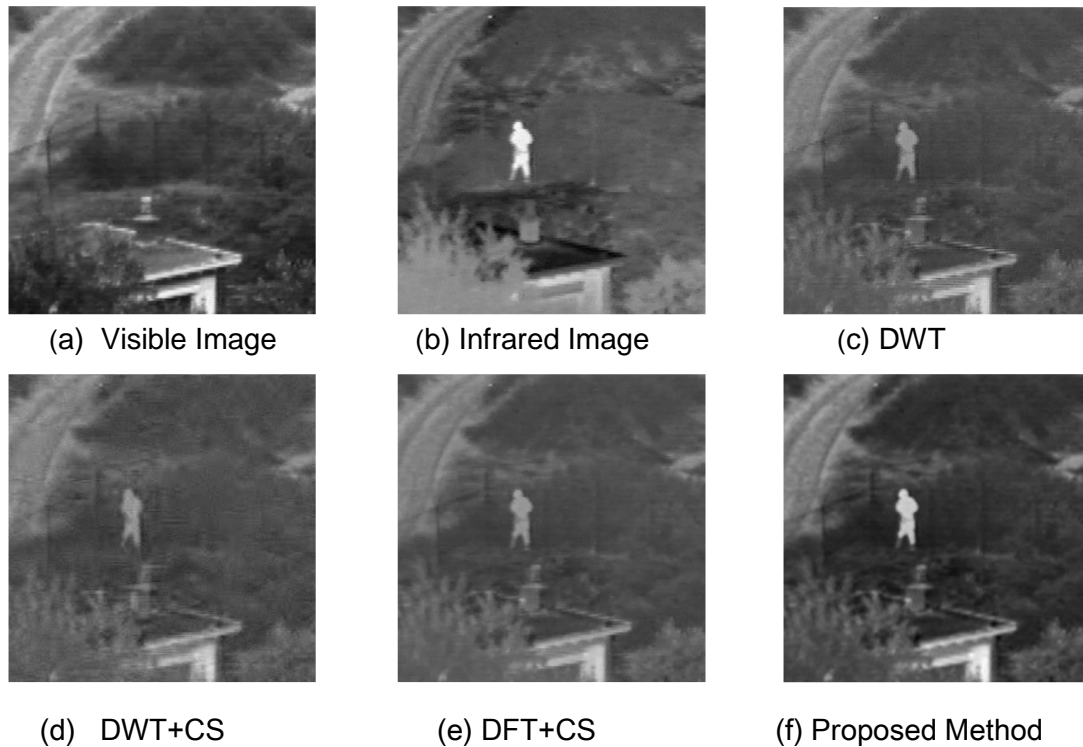 (a) Visible Image
(b) Infrared Image
(c) DWT
(d) DWT+CS
(e) DFT+CS
(f) Proposed Method